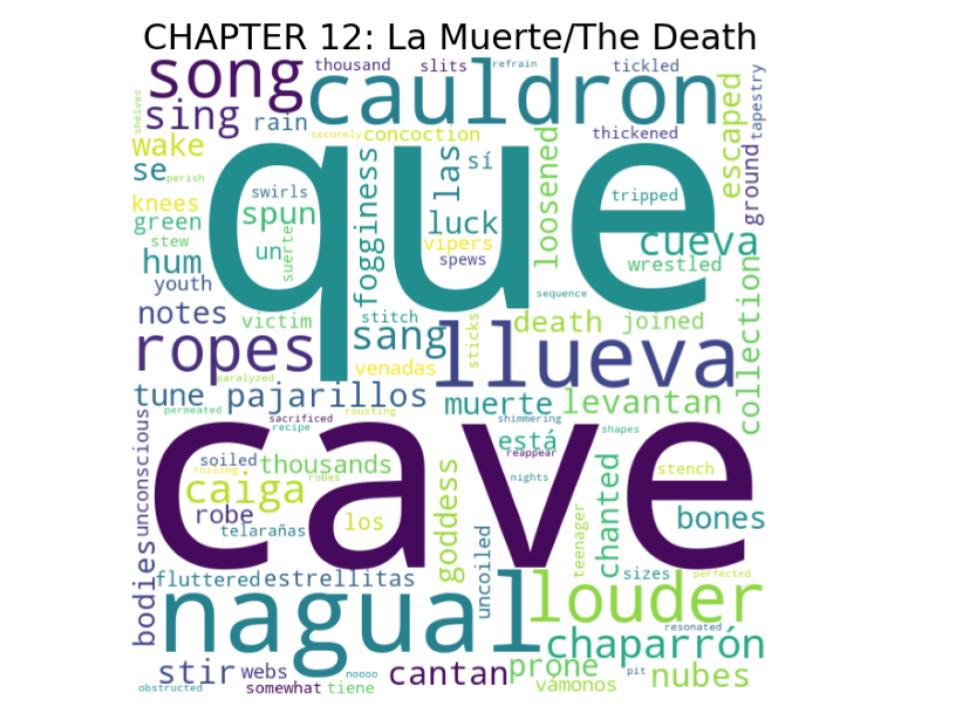 CHAPTER 12: La Muerte/The Death
song
thousand
slits
refrain
tickled
cauldron
shelves
sing
rain
securely
concoction
thickened
escaped
tapestry
wake
se
perish
que
las
sí
loosened
swirls
tripped
ground
knees
spun
fogginess
luck
green
stew
un
suerte
vipers
spews
cueva
wrestled
hum
youth
sequence
collection
notes
victim
stitch
sang
sticks
death
joined
ropes
llueva
venadas
paralyzed
tune
pajarillos
muerte
levantan
permeated
sacrificed
recipe
rousting
shimmering
está
shapes
reappear
cave
unconscious
soiled
thousands
roiling
robes
nights
stench
caiga
robe
los
telarañas
goddess
teenager
chanted
bones
uncoiled
bodies
fluttered
estrellitas
sizes
perfected
nagual
louder
resonated
chaparrón
stir
webs
noooo
cantan
prone
pit
nubes
obstructed
somewhat
tiene
vámonos